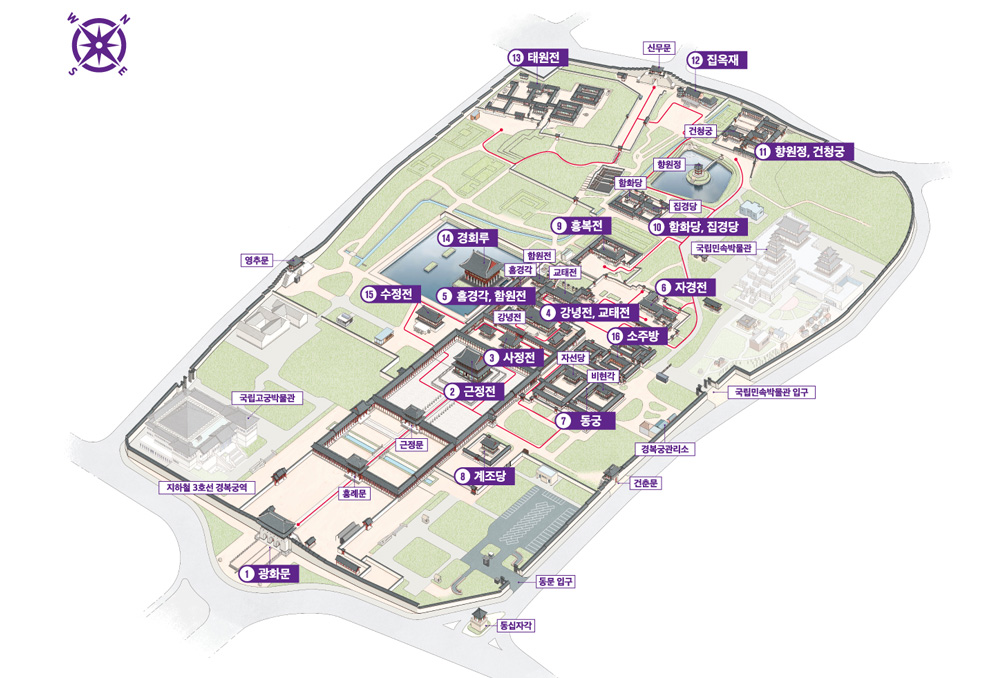 W
N
S
E
13 태원전
신무문
12 집옥재
건청궁
11 향원정, 건청궁
향원정
함화당
집경당
10 함화당, 집경당
9 흥복전
14 경회루
국립민속박물관
영추문
함원전
흥경각
교태전
15 수정전
5 흠경각, 함원전
6 자경전
4 강녕전, 교태전
강녕전
16 소주방
3 사정전
자선당
비현각
2 근정전
국립민속박물관 입구
국립고궁박물관
7 동궁
근정문
경복궁관리소
8 계조당
건춘문
지하철 3호선 경복궁역
흥례문
1 광화문
동문 입구
동십자각